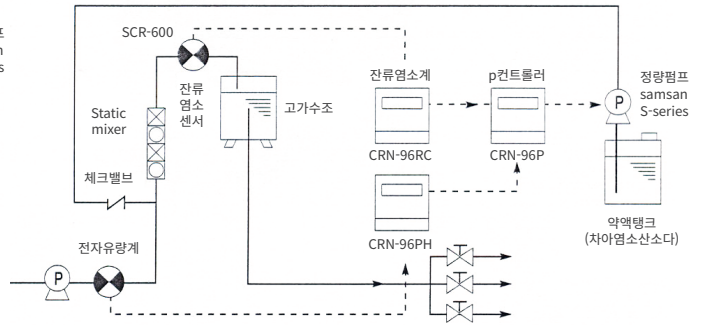 프
n
s
SCR-600
잔류
염소
센서
고가수조
Static
mixer
체크밸브
전자유량계
P
P
잔류염소계
CRN-96RC
p컨트롤러
CRN-96P
CRN-96PH
정량펌프
samsan
S-series
약액탱크
(차아염소산소다)